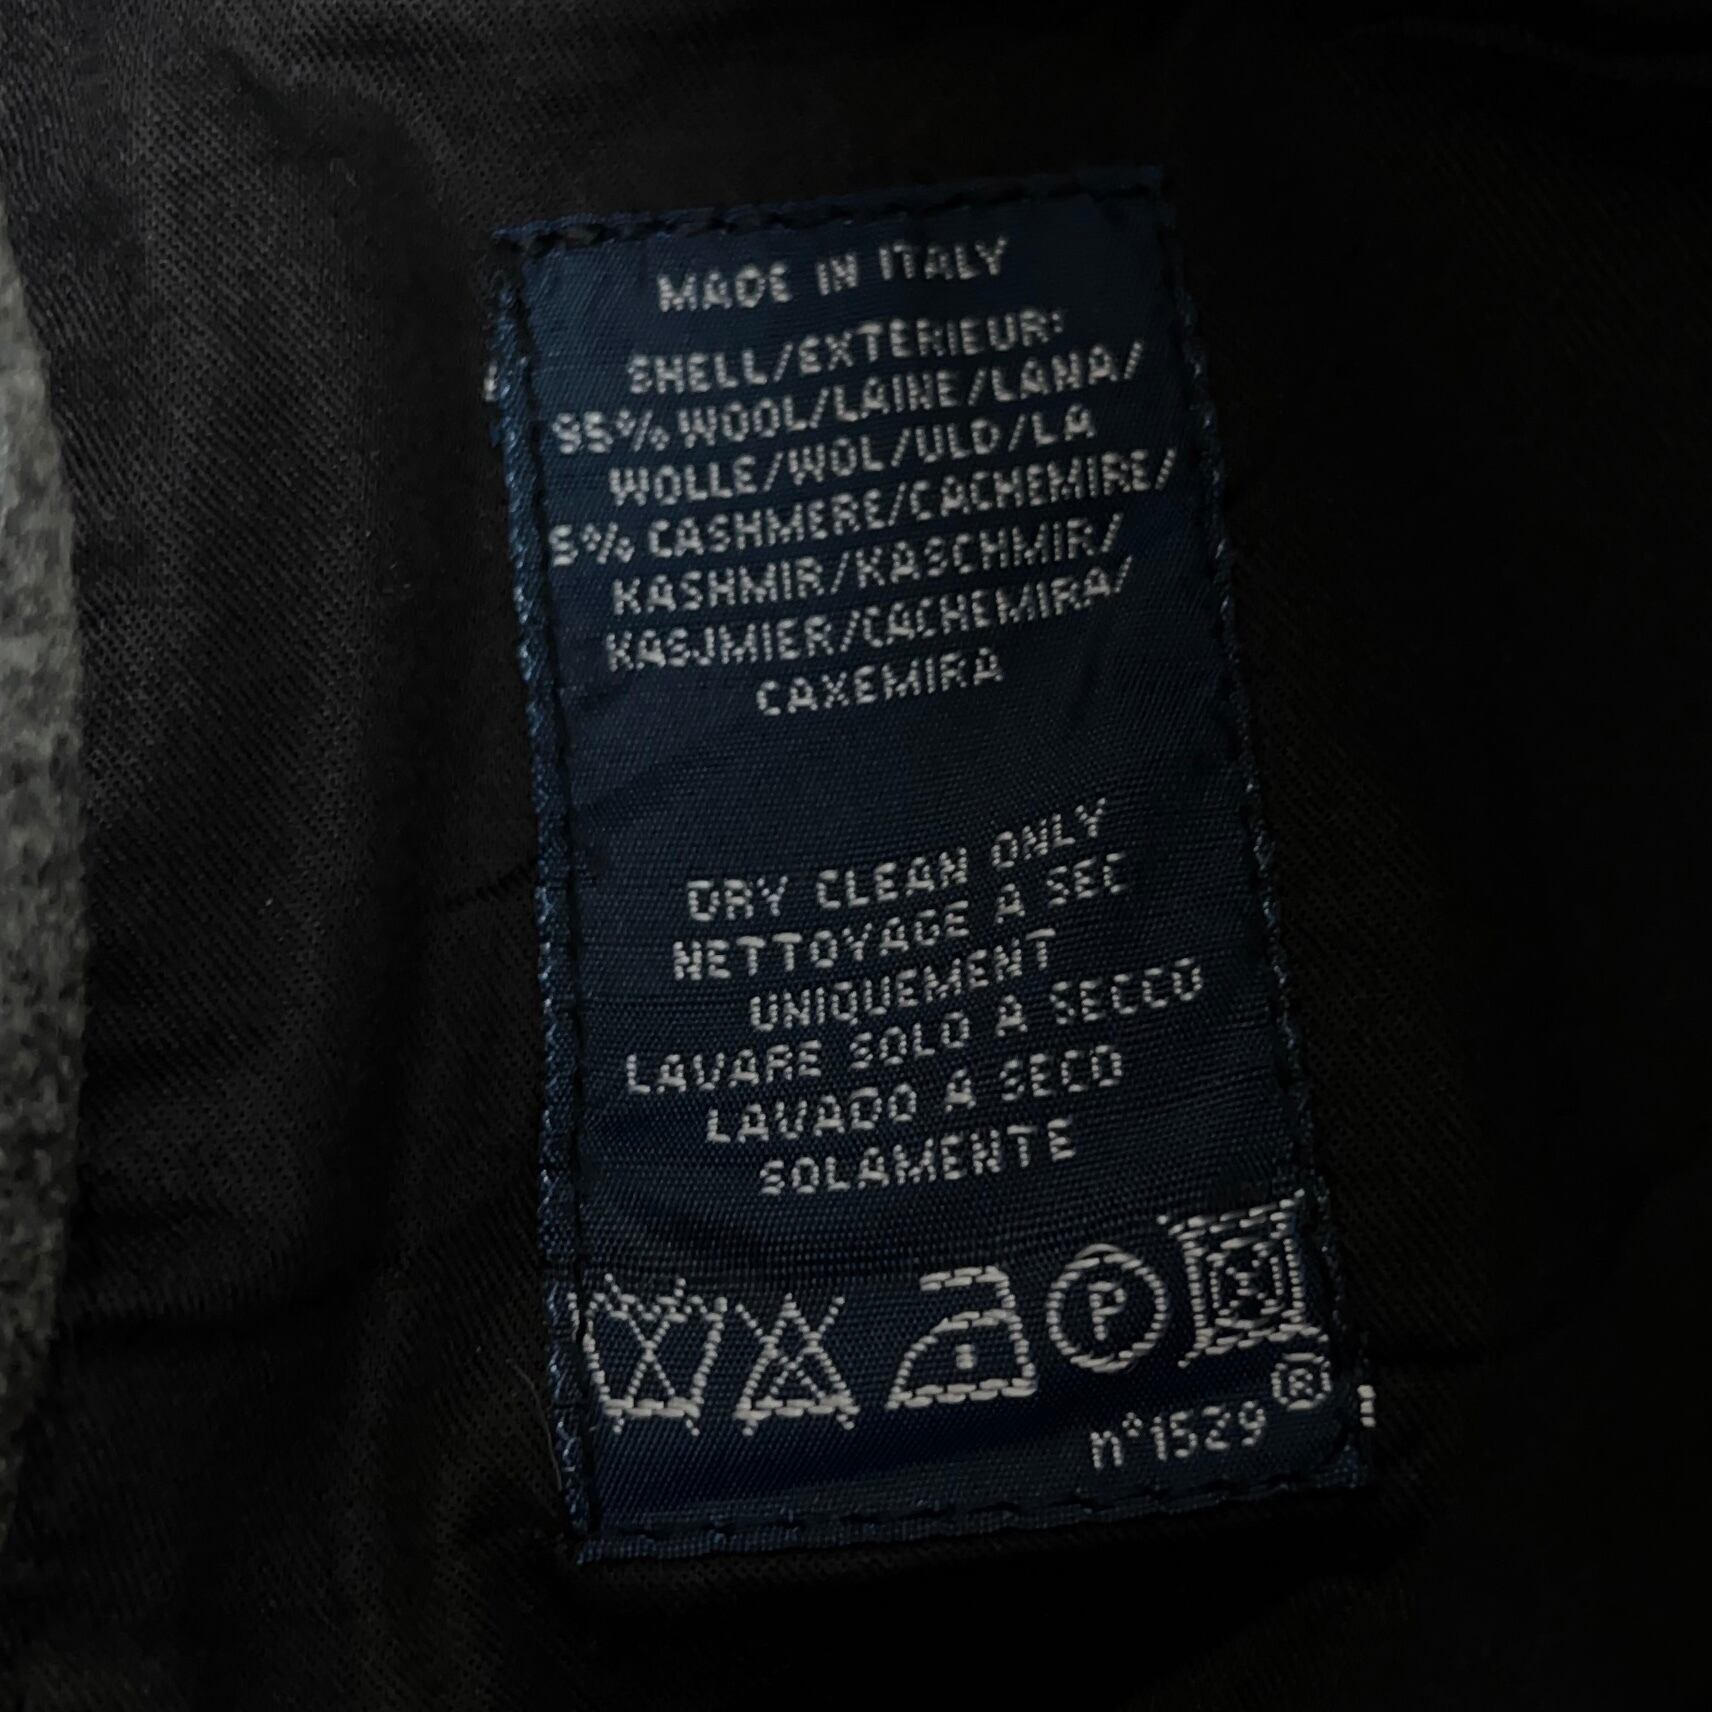 MADE IN ITALY
SHELL/EXTERIEUR:
95% WOOL/LAINE/LANA/
WOLLE/WOL/ULD/LA
5% CASHMERE/CACHEMIRE/
KASHMIR/KASCHMIR/
KASJMIER/CACHEMIRA/
CAXEMIRA
DRY CLEAN ONLY
NETTOYAGE A SEC
UNIQUEMENT
LAVARE SOLO A SECCO
LAVADO A SECO
SOLAMENTE
P
n°1529 ®